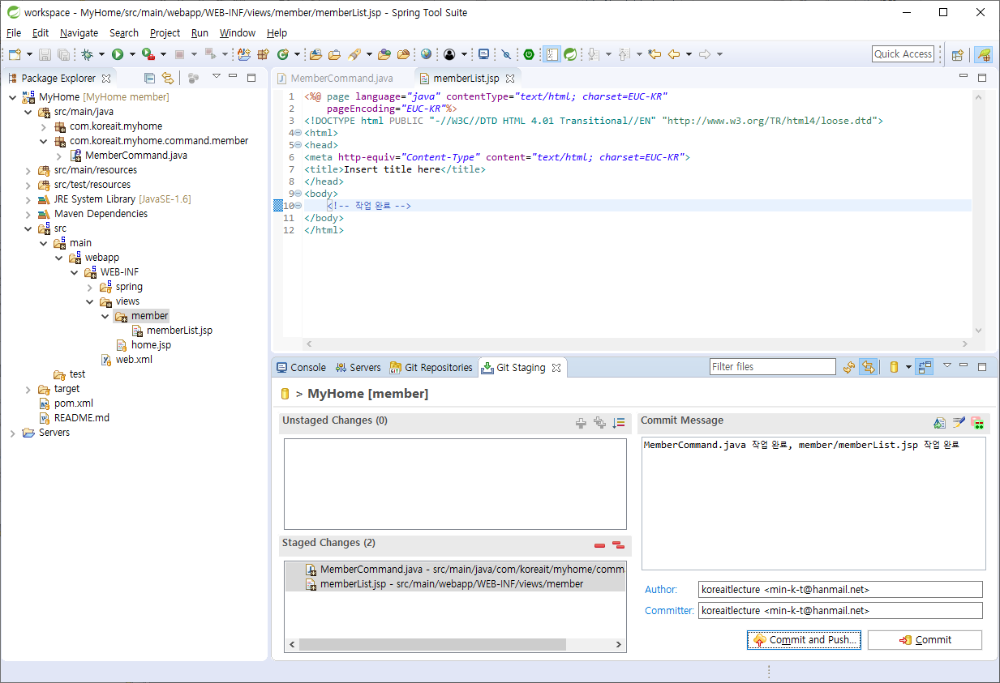 workspace - MyHome/src/main/webapp/WEB-INF/views/member/memberList.jsp - Spring Tool Suite
File Edit Navigate Search Project Run Window Help
Quick Access
Package Explorer
MyHome [MyHome member]
src/main/java
com.koreait.myhome
com.koreait.myhome.command.member
MemberCommand.java
src/main/resources
src/test/resources
JRE System Library [JavaSE-1.6]
Maven Dependencies
src
main
webapp
WEB-INF
spring
views
member
memberList.jsp
home.jsp
web.xml
test
target
pom.xml
README.md
Servers
MemberCommand.java memberList.jsp
1 <%@ page language="java" contentType="text/html; charset=EUC-KR"
2 pageEncoding="EUC-KR"%>
3 <!DOCTYPE html PUBLIC "-//W3C//DTD HTML 4.01 Transitional//EN" "http://www.w3.org/TR/html4/loose.dtd">
4 <html>
5 <head>
6 <meta http-equiv="Content-Type" content="text/html; charset=EUC-KR">
7 <title>Insert title here</title>
8 </head>
9 <body>
10 <!-- 작업 완료 -->
11 </body>
12 </html>
Console Servers Git Repositories Git Staging
Filter files
> MyHome [member]
Unstaged Changes (0)
Staged Changes (2)
MemberCommand.java - src/main/java/com/koreait/myhome/comm
memberList.jsp - src/main/webapp/WEB-INF/views/member
Commit Message
MemberCommand.java 작업 완료, member/memberList.jsp 작업 완료
Author: koreaitlecture <min-k-t@hanmail.net>
Committer: koreaitlecture <min-k-t@hanmail.net>
Commit and Push... Commit